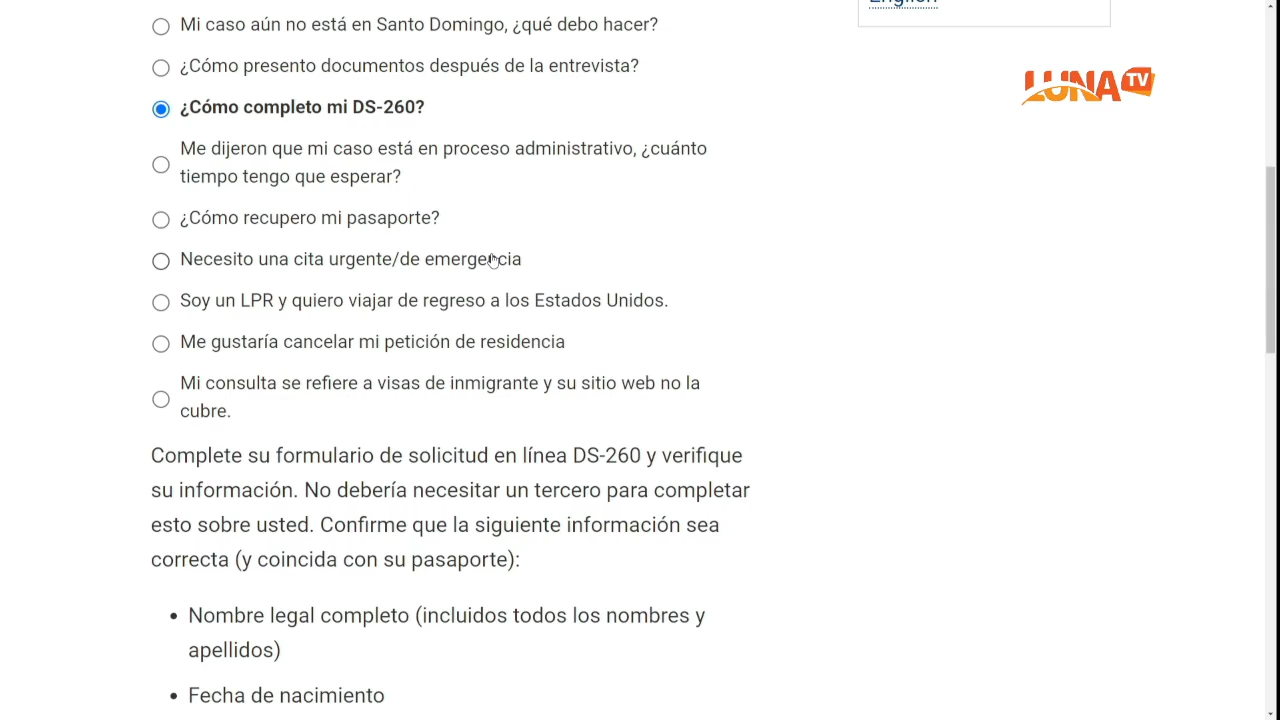 English
Mi caso aún no está en Santo Domingo, ¿qué debo hacer?
¿Cómo presento documentos después de la entrevista?
LUNA TV
¿Cómo completo mi DS-260?
Me dijeron que mi caso está en proceso administrativo, ¿cuánto
tiempo tengo que esperar?
¿Cómo recupero mi pasaporte?
Necesito una cita urgente/de emergencia
Soy un LPR y quiero viajar de regreso a los Estados Unidos.
Me gustaría cancelar mi petición de residencia
Mi consulta se refiere a visas de inmigrante y su sitio web no la
cubre.
Complete su formulario de solicitud en línea DS-260 y verifique
su información. No debería necesitar un tercero para completar
esto sobre usted. Confirme que la siguiente información sea
correcta (y coincida con su pasaporte):
• Nombre legal completo (incluidos todos los nombres y
apellidos)
• Fecha de nacimiento